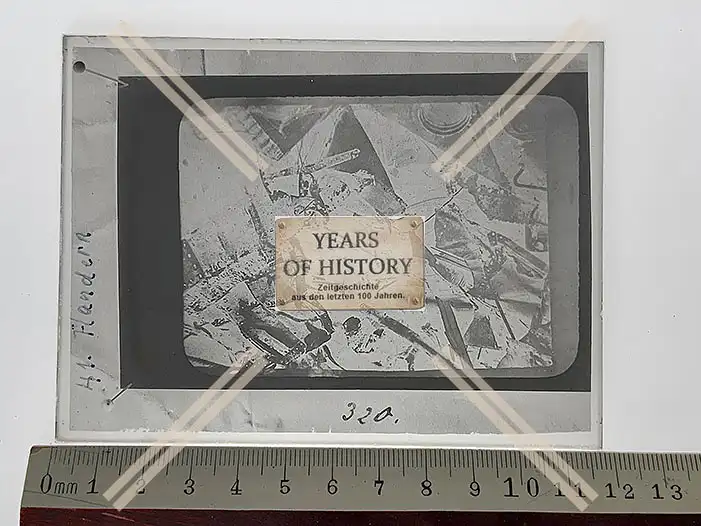 41. Flandern
YEARS
OF HISTORY
Zeitgeschichte
aus den letzten 100 Jahren.
320.
0mm 1 2 3 4 5 6 7 8 9 10 11 12 13